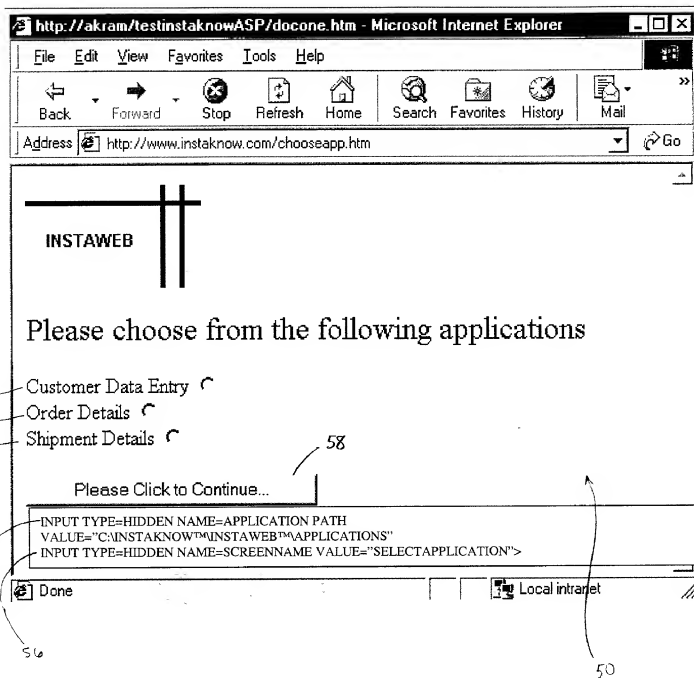 http://akram/testinstaknowASP/docone.htm - Microsoft Internet Explorer
File Edit View Favorites Tools Help
Back Forward Stop Refresh Home Search Favorites History Mail »
Address http://www.instaknow.com/chooseapp.htm Go
INSTAWEB
Please choose from the following applications
Customer Data Entry
Order Details
Shipment Details
58
Please Click to Continue...
INPUT TYPE=HIDDEN NAME=APPLICATION PATH
VALUE="C:\INSTAKNOW™\INSTAWEB™\APPLICATIONS"
INPUT TYPE=HIDDEN NAME=SCREENNAME VALUE="SELECTAPPLICATION">
Done Local intranet
56
50